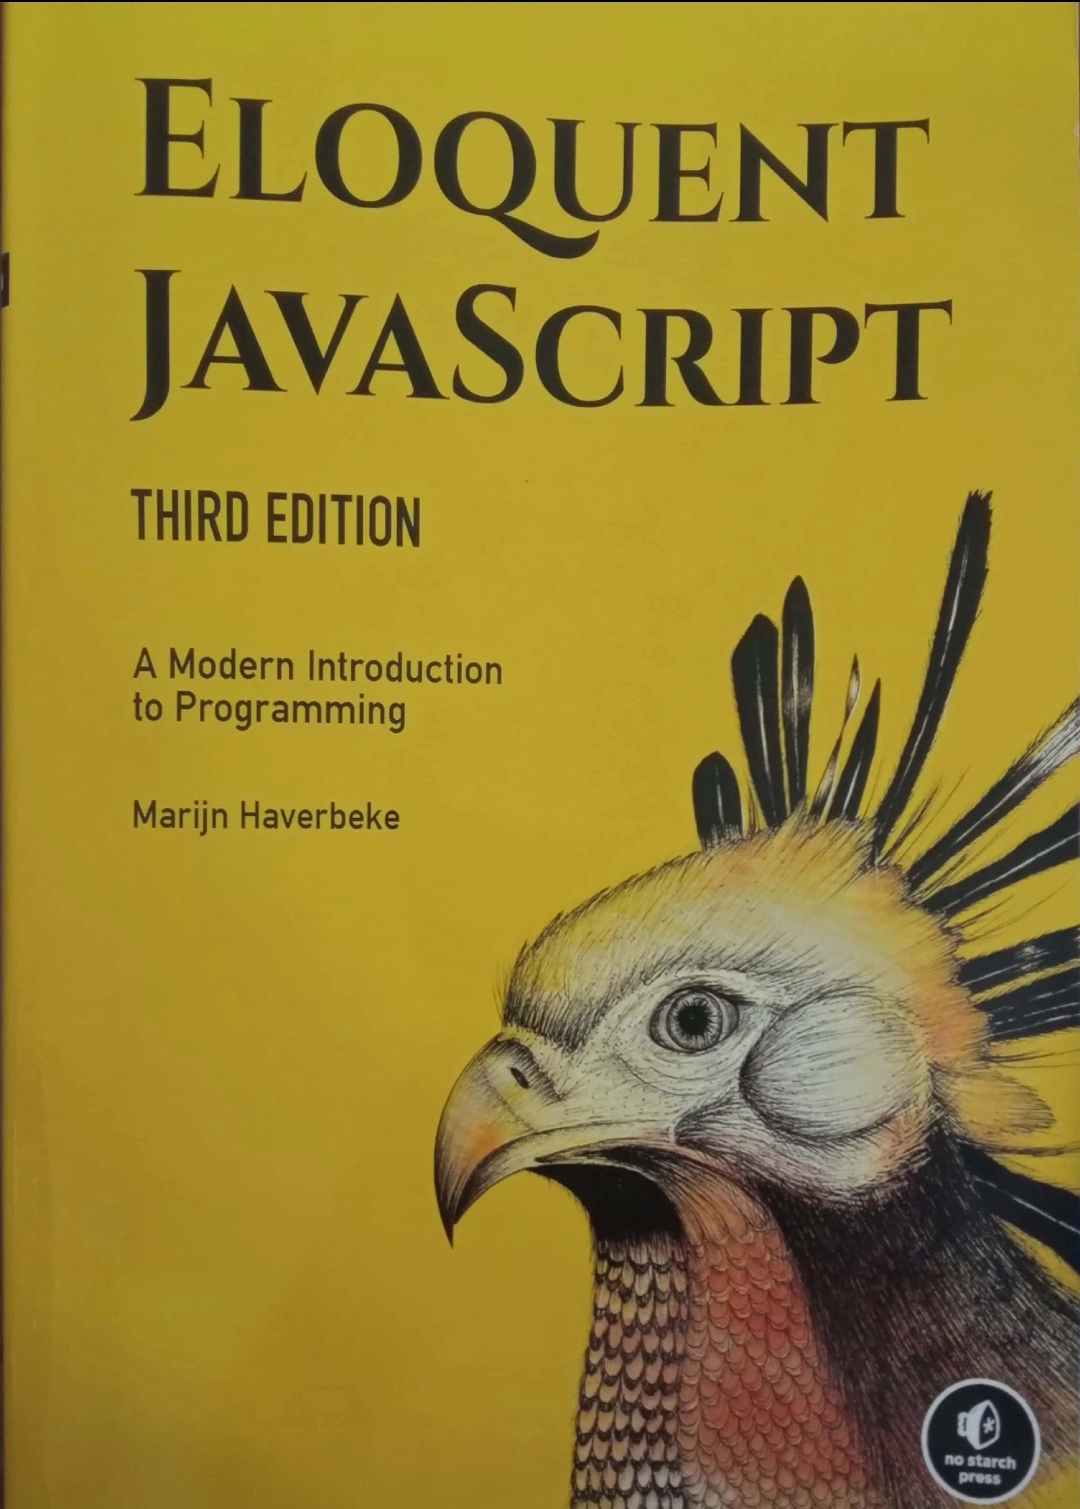 ELOQUENT
JAVASCRIPT
THIRD EDITION
A Modern Introduction
to Programming
Marijn Haverbeke
no starch
press